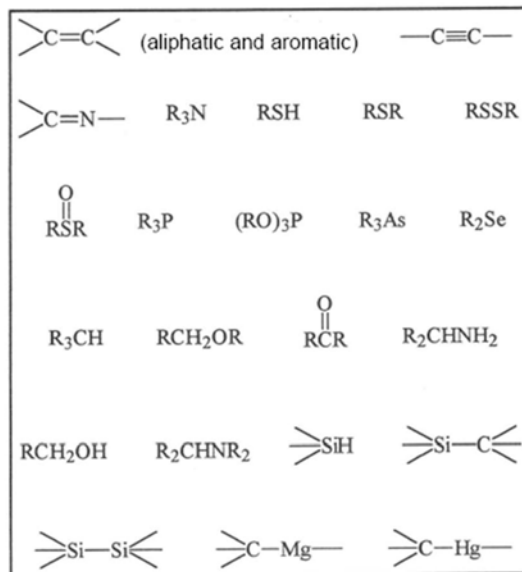 C=C (aliphatic and aromatic) —C≡C—
C=N— R₃N RSH RSR RSSR
O
RSR R₃P (RO)₃P R₃As R₂Se
O
R₃CH RCH₂OR RCR R₂CHNH₂
RCH₂OH R₂CHNR₂ SiH Si—C
Si—Si C—Mg— C—Hg—